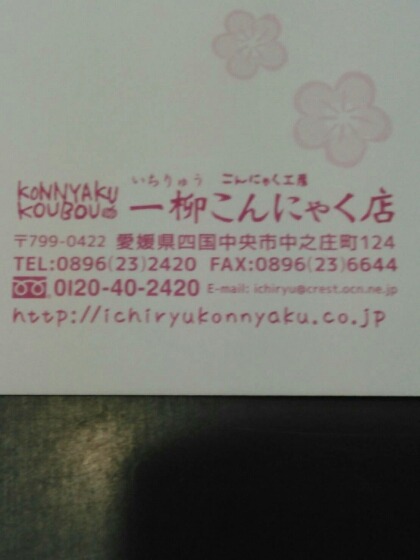 いちりゅう こんにゃく工房
KONNYAKU
KOUBOU
一柳こんにゃく店
〒799-0422 愛媛県四国中央市中之庄町124
TEL:0896(23)2420 FAX:0896(23)6644
0120-40-2420 E-mail: ichiryu@crest.ocn.ne.jp
http://ichiryukonnyaku.co.jp